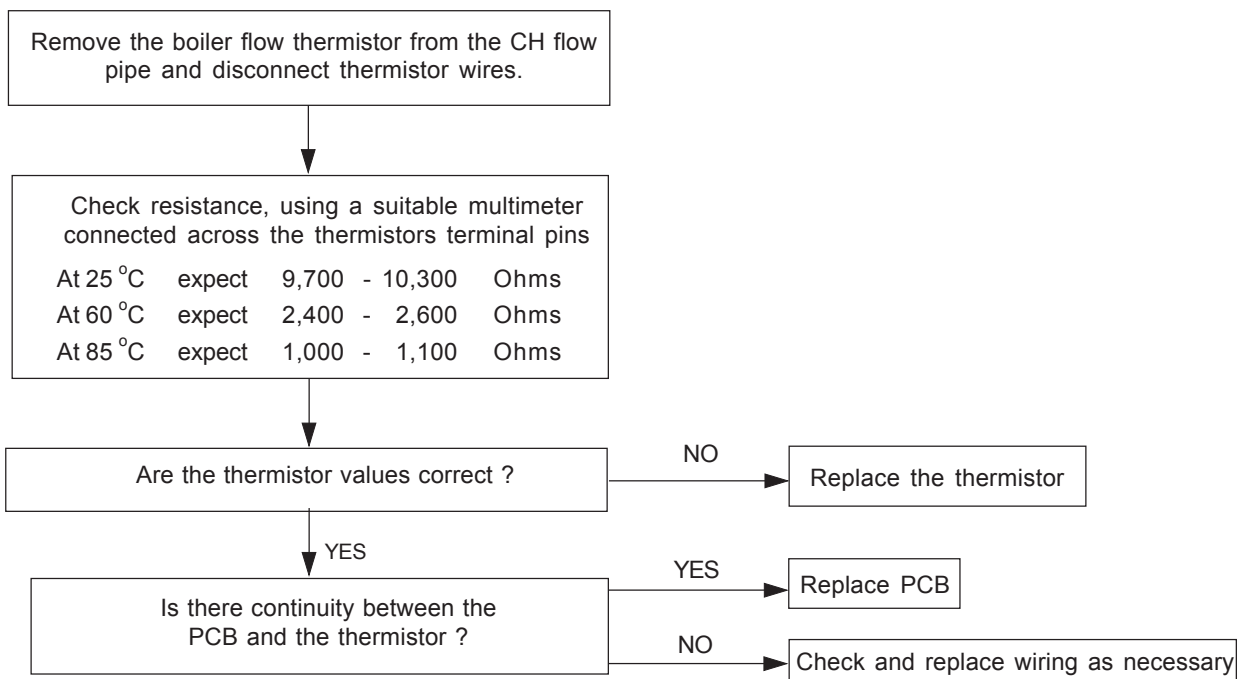 Remove the boiler flow thermistor from the CH flow
pipe and disconnect thermistor wires.
Check resistance, using a suitable multimeter
connected across the thermistors terminal pins
At 25 °C expect 9,700 - 10,300 Ohms
At 60 °C expect 2,400 - 2,600 Ohms
At 85 °C expect 1,000 - 1,100 Ohms
Are the thermistor values correct ?
NO
Replace the thermistor
YES
Is there continuity between the
PCB and the thermistor ?
YES
Replace PCB
NO
Check and replace wiring as necessary